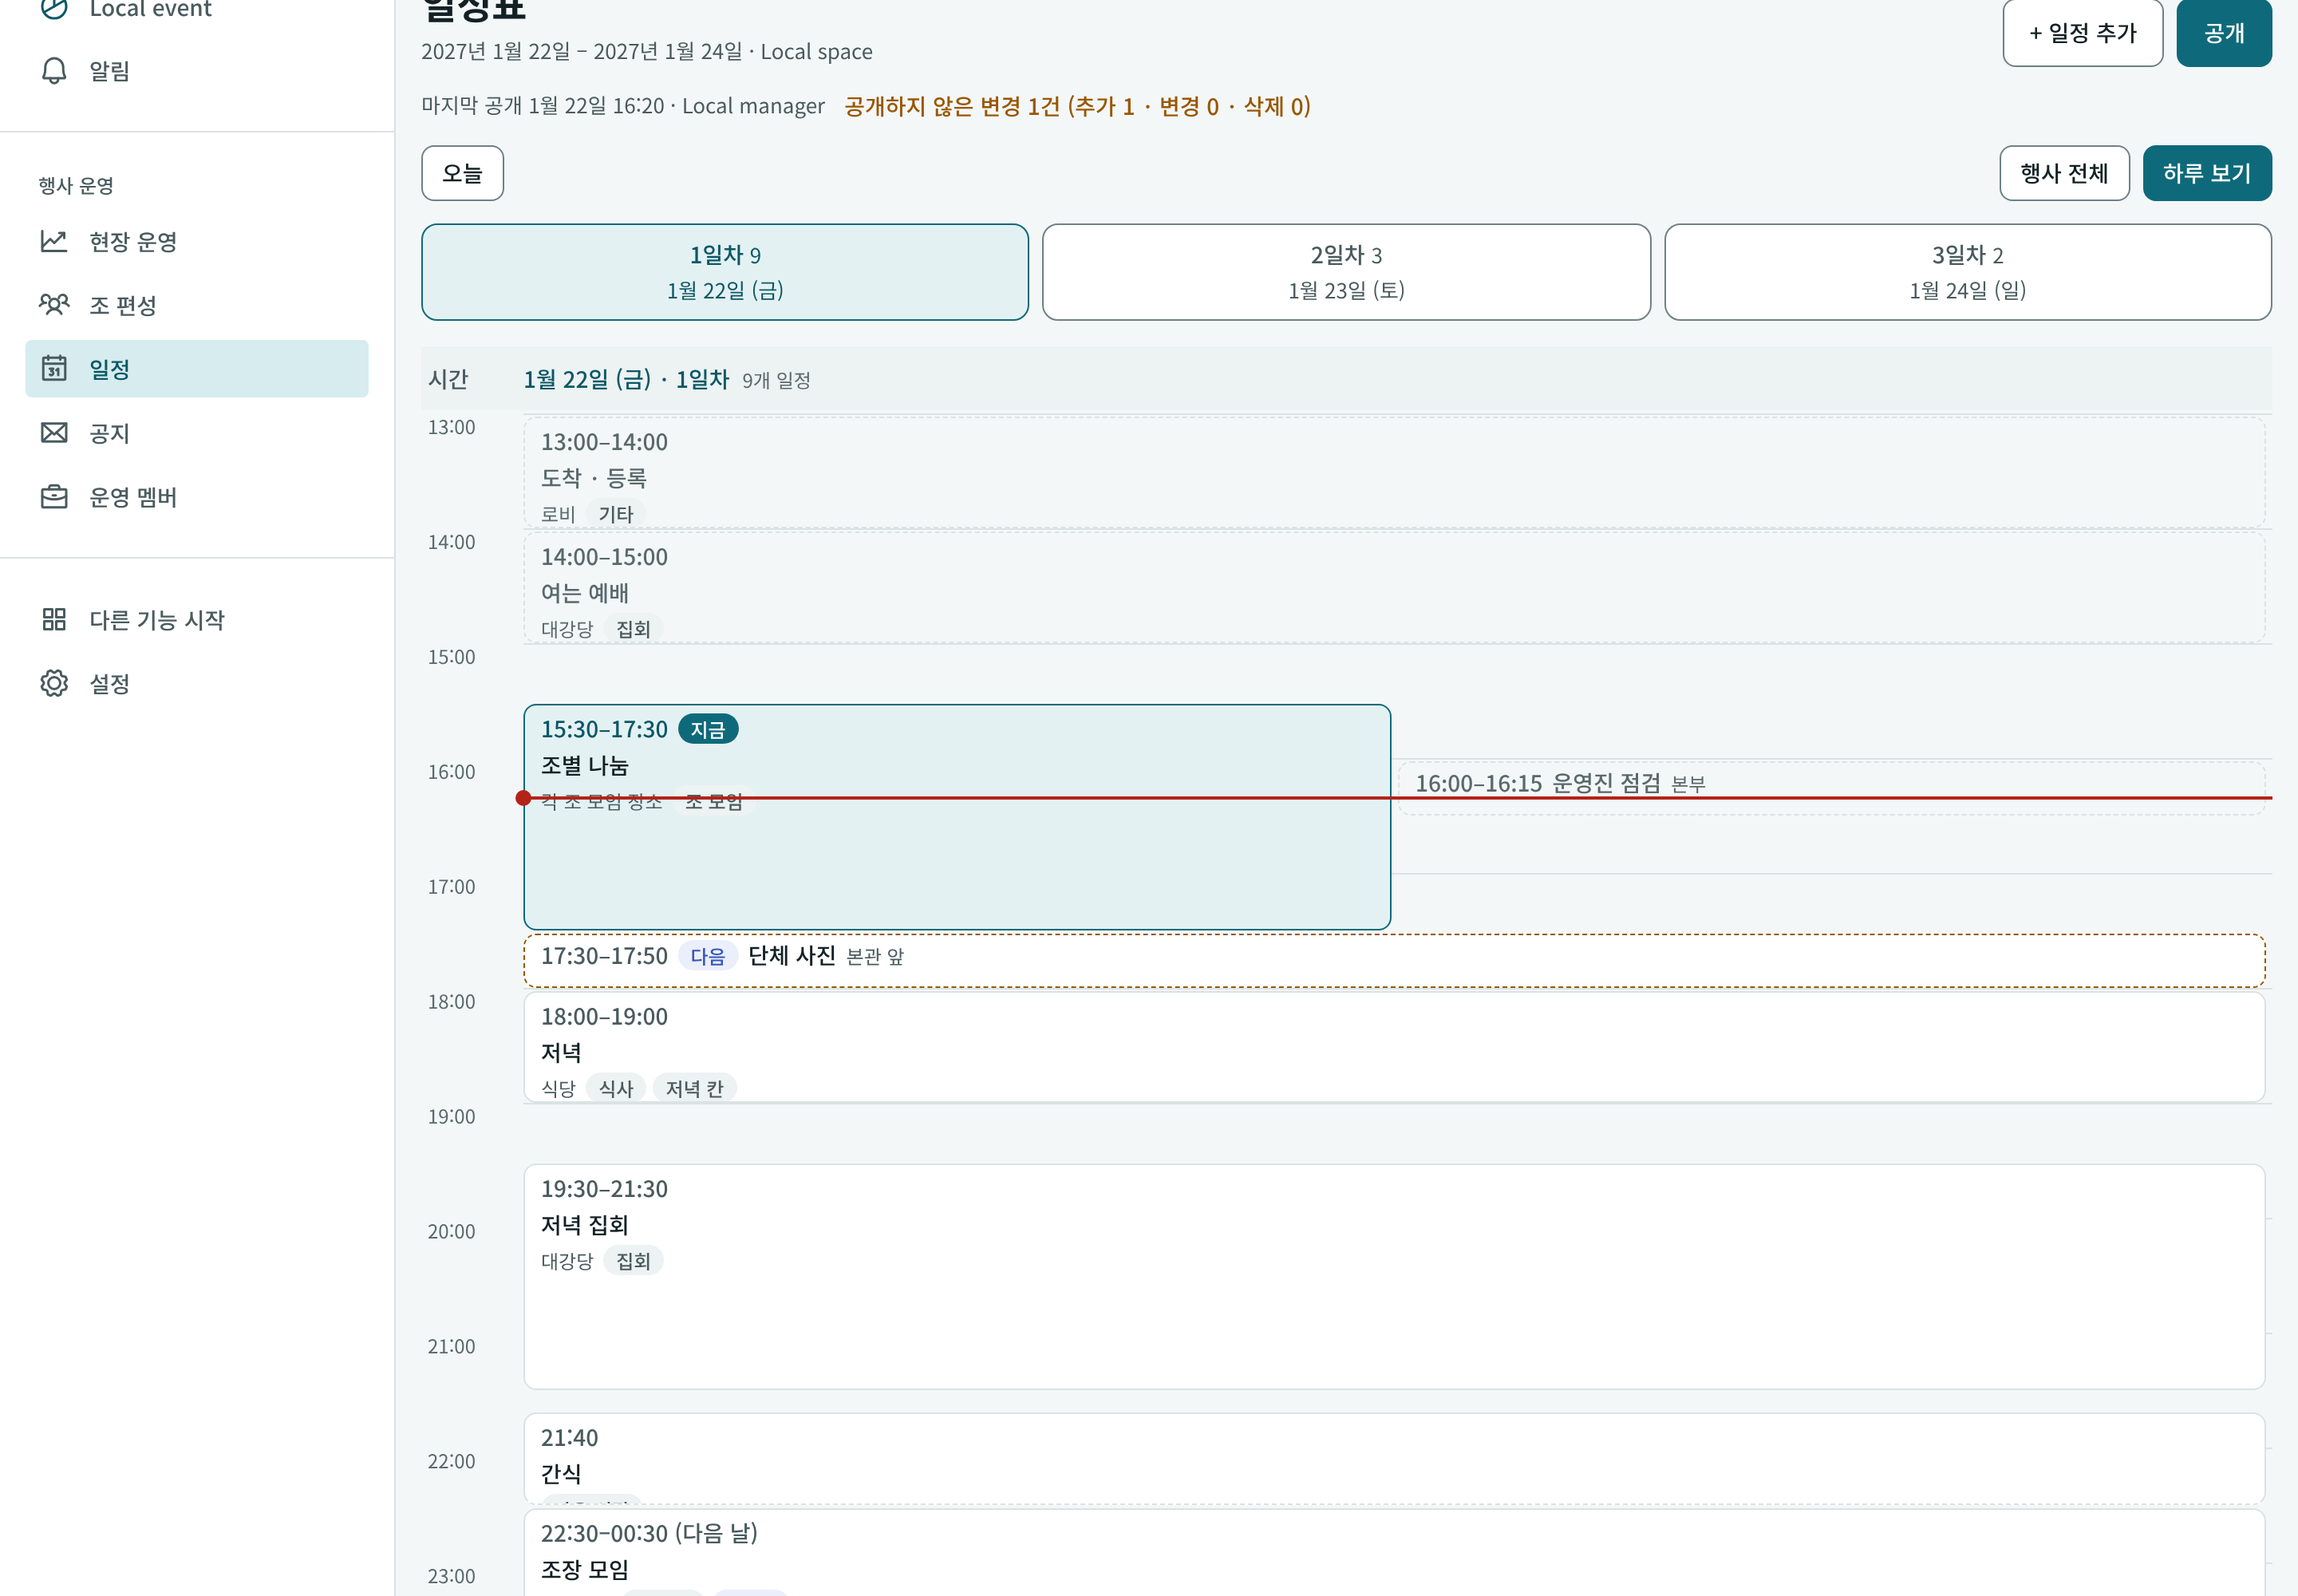 Local event
알림
행사 운영
현장 운영
조 편성
일정
공지
운영 멤버
다른 기능 시작
설정
일정표
2027년 1월 22일 – 2027년 1월 24일 · Local space
+ 일정 추가
공개
마지막 공개 1월 22일 16:20 · Local manager 공개하지 않은 변경 1건 (추가 1 · 변경 0 · 삭제 0)
오늘
행사 전체
하루 보기
1일차 9
1월 22일 (금)
2일차 3
1월 23일 (토)
3일차 2
1월 24일 (일)
시간
1월 22일 (금) · 1일차 9개 일정
13:00
13:00–14:00
도착 · 등록
로비 기타
14:00
14:00–15:00
여는 예배
대강당 집회
15:00
15:30–17:30 지금
조별 나눔
각 조 모임 장소 조 모임
16:00
16:00–16:15 운영진 점검 본부
17:00
17:30–17:50 다음 단체 사진 본관 앞
18:00
18:00–19:00
저녁
식당 식사 저녁 칸
19:00
19:30–21:30
저녁 집회
대강당 집회
20:00
21:00
21:40
간식
22:00
22:30–00:30 (다음 날)
조장 모임
23:00